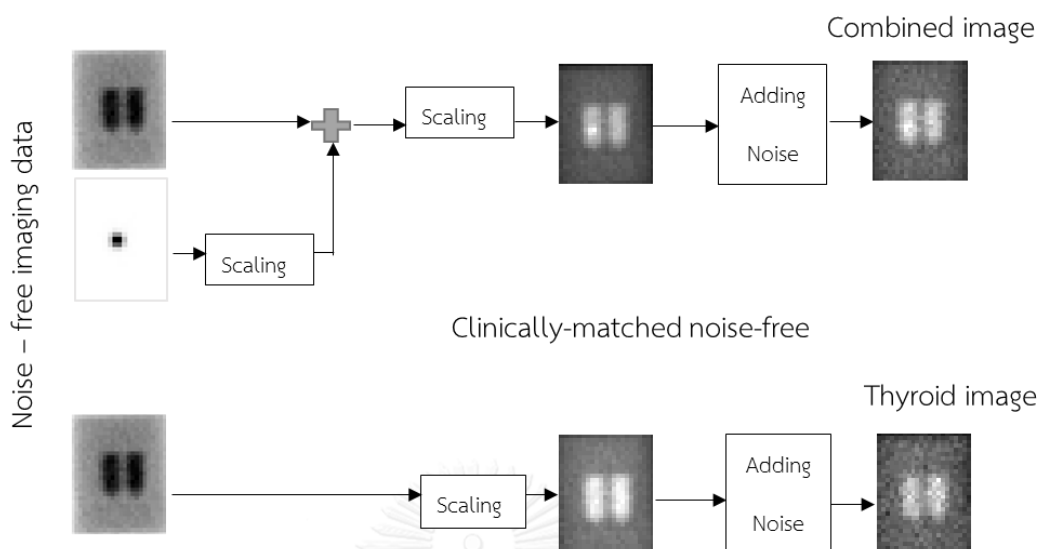 Combined image
Noise – free imaging data
Scaling
Adding
Noise
Scaling
Clinically-matched noise-free
Thyroid image
Scaling
Adding
Noise